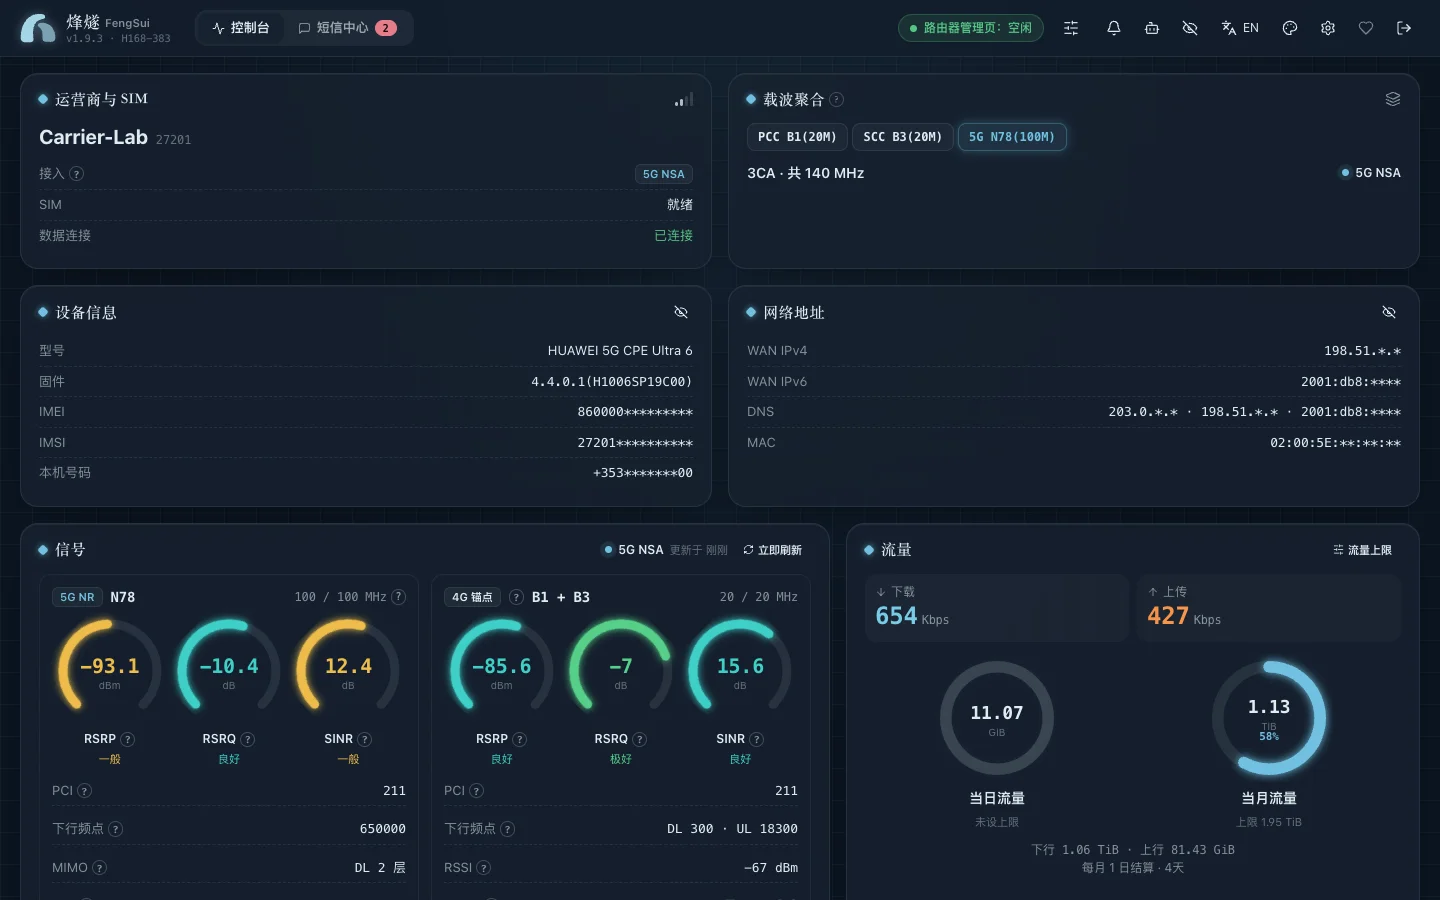 烽燧 FengSui
v1.9.3 · H168-383
控制台
短信中心 2
路由器管理页：空闲
EN
运营商与 SIM
Carrier-Lab 27201
接入 ? 5G NSA
SIM 就绪
数据连接 已连接
载波聚合 ?
PCC B1(20M) SCC B3(20M) 5G N78(100M)
3CA · 共 140 MHz 5G NSA
设备信息
型号 HUAWEI 5G CPE Ultra 6
固件 4.4.0.1(H1006SP19C00)
IMEI 860000*********
IMSI 27201**********
本机号码 +353*******00
网络地址
WAN IPv4 198.51.*.*
WAN IPv6 2001:db8:****
DNS 203.0.*.* · 198.51.*.* · 2001:db8:****
MAC 02:00:5E:**:**:**
信号 5G NSA 更新于 刚刚 立即刷新
5G NR N78 100 / 100 MHz ?
-93.1 -10.4 12.4
dBm dB dB
RSRP ? RSRQ ? SINR ?
一般 良好 一般
PCI ? 211
下行频点 ? 650000
MIMO ? DL 2 层
4G 锚点 ? B1 + B3 20 / 20 MHz
-85.6 -7 15.6
dBm dB dB
RSRP ? RSRQ ? SINR ?
良好 极好 良好
PCI ? 211
下行频点 ? DL 300 · UL 18300
RSSI ? -67 dBm
流量 流量上限
↓ 下载
654 Kbps
↑ 上传
427 Kbps
11.07
GiB
当日流量
未设上限
1.13
TiB
58%
当月流量
上限 1.95 TiB
下行 1.06 TiB · 上行 81.43 GiB
每月 1 日结算 · 4天